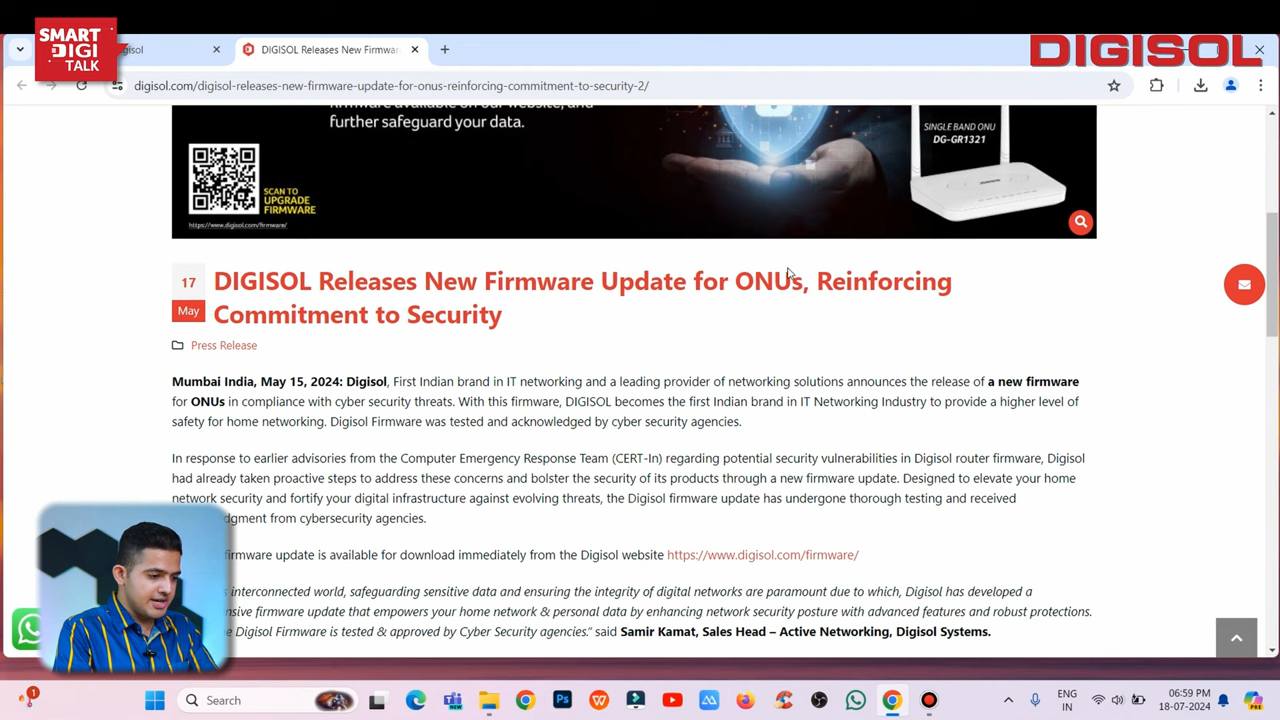 SMART
DIGI
TALK
DIGISOL
DIGISOL Releases New Firmwar
digisol.com/digisol-releases-new-firmware-update-for-onus-reinforcing-commitment-to-security-2/
further safeguard your data.
SINGLE BAND ONU
DG-GR1321
SCAN TO
UPGRADE
FIRMWARE
https://www.digisol.com/firmware/
17
May
DIGISOL Releases New Firmware Update for ONUs, Reinforcing
Commitment to Security
Press Release
Mumbai India, May 15, 2024: Digisol, First Indian brand in IT networking and a leading provider of networking solutions announces the release of a new firmware
for ONUs in compliance with cyber security threats. With this firmware, DIGISOL becomes the first Indian brand in IT Networking Industry to provide a higher level of
safety for home networking. Digisol Firmware was tested and acknowledged by cyber security agencies.
In response to earlier advisories from the Computer Emergency Response Team (CERT-In) regarding potential security vulnerabilities in Digisol router firmware, Digisol
had already taken proactive steps to address these concerns and bolster the security of its products through a new firmware update. Designed to elevate your home
network security and fortify your digital infrastructure against evolving threats, the Digisol firmware update has undergone thorough testing and received
from cybersecurity agencies.
firmware update is available for download immediately from the Digisol website https://www.digisol.com/firmware/
interconnected world, safeguarding sensitive data and ensuring the integrity of digital networks are paramount due to which, Digisol has developed a
firmware update that empowers your home network & personal data by enhancing network security posture with advanced features and robust protections.
Digisol Firmware is tested & approved by Cyber Security agencies." said Samir Kamat, Sales Head – Active Networking, Digisol Systems.
1
Search
ENG
IN
06:59 PM
18-07-2024